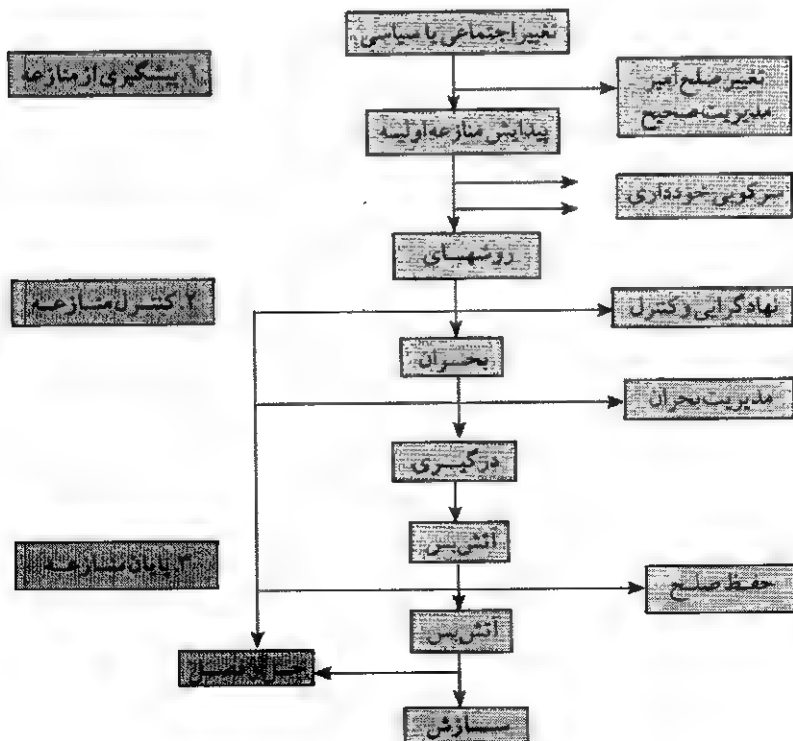 تغییر اجتماعی یا سیاسی
۱. پیشگیری از منازعه
تغییر صلح آمیز
مدیریت صحیح
پیدایش منازعه اولیه
سرکوبی خودداری
روشهای
۲. کنترل منازعه
نهادگرایی و کنترل
بحران
مدیریت بحران
درگیری
آتش بس
۳. پایان منازعه
حفظ صلح
آتش بس
سازش